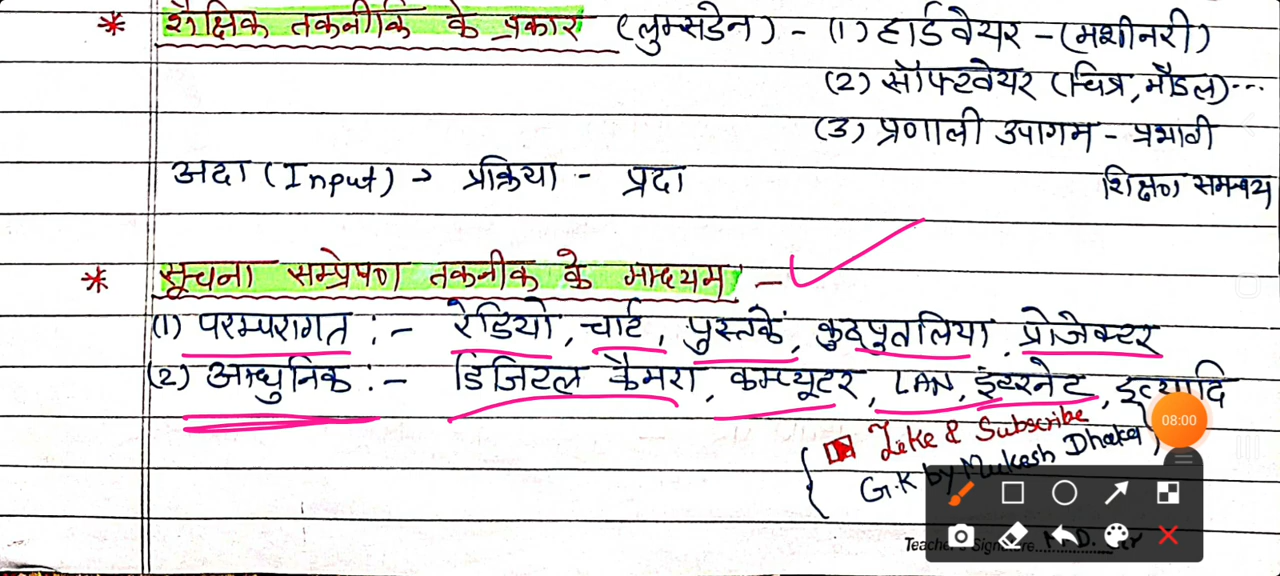 * शैक्षिक तकनीकि के प्रकार (लुम्सडेन) - (1) हार्डवेयर - (मशीनरी)
(2) सॉफ्टवेयर (चित्र, मॉडल)...
(3) प्रणाली उपागम - प्रभावी
शिक्षण समन्वय
अदा (Input) → प्रक्रिया - प्रदा
* सूचना सम्प्रेषण तकनीक के माध्यम -
(1) परम्परागत :- रेडियो, चार्ट, पुस्तकें, कुदपुतलिया, प्रोजेक्टर
(2) आधुनिक :- डिजिटल कैमरा, कम्प्यूटर, LAN, इंटरनेट, इत्यादि
08:00
Like & Subscribe
G.K by Mukesh Dhaka
Teacher's Signature